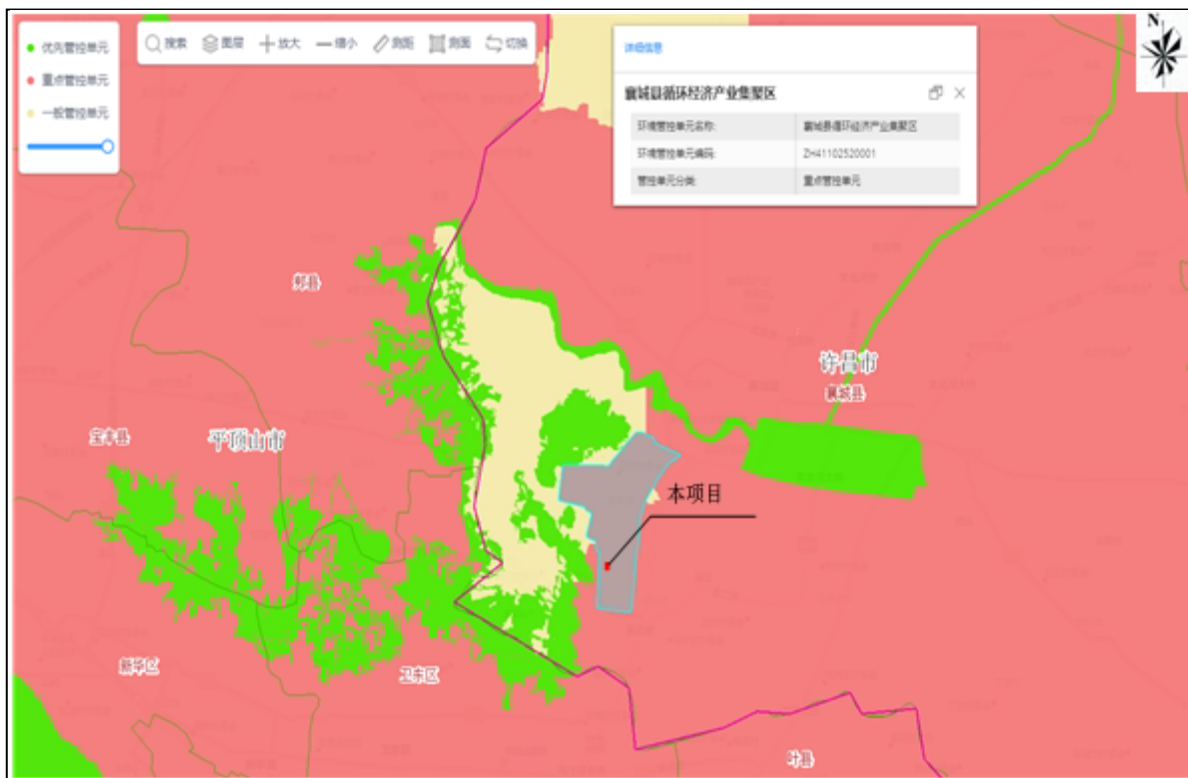 优先管控单元
重点管控单元
一般管控单元
搜索 图层 放大 缩小 测距 测面 切换
详细信息
襄城县循环经济产业集聚区
环境管控单元名称: 襄城县循环经济产业集聚区
环境管控单元编码: ZH41102520001
管控单元分类: 重点管控单元
N
郏县
许昌市
襄城县
宝丰县
平顶山市
本项目
新华区
卫东区
叶县